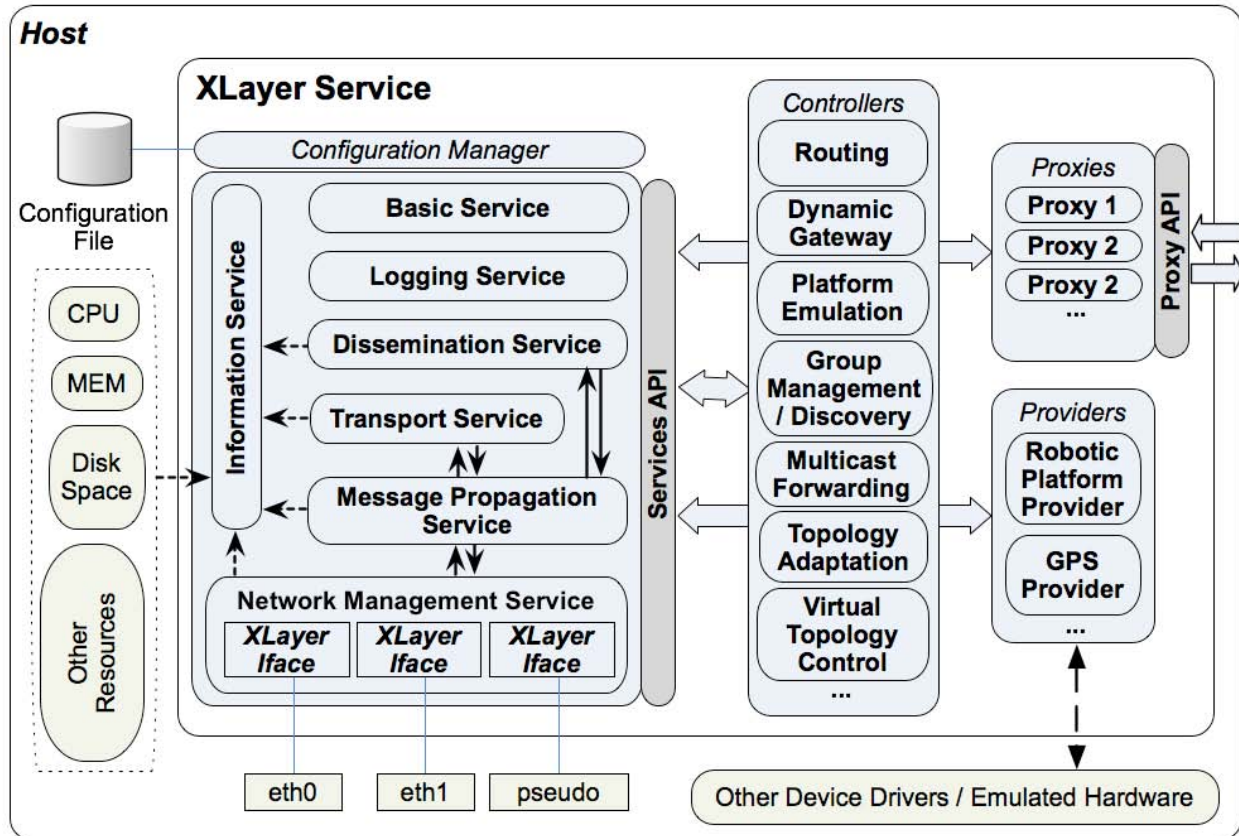 Host
XLayer Service
Configuration
File
CPU
MEM
Disk
Space
Other
Resources
Configuration Manager
Information Service
Basic Service
Logging Service
Dissemination Service
Transport Service
Message Propagation
Service
Network Management Service
XLayer
Iface
XLayer
Iface
XLayer
Iface
eth0
eth1
pseudo
Services API
Controllers
Routing
Dynamic
Gateway
Platform
Emulation
Group
Management
/ Discovery
Multicast
Forwarding
Topology
Adaptation
Virtual
Topology
Control
...
Proxies
Proxy 1
Proxy 2
Proxy 2
...
Proxy API
Providers
Robotic
Platform
Provider
GPS
Provider
...
Other Device Drivers / Emulated Hardware